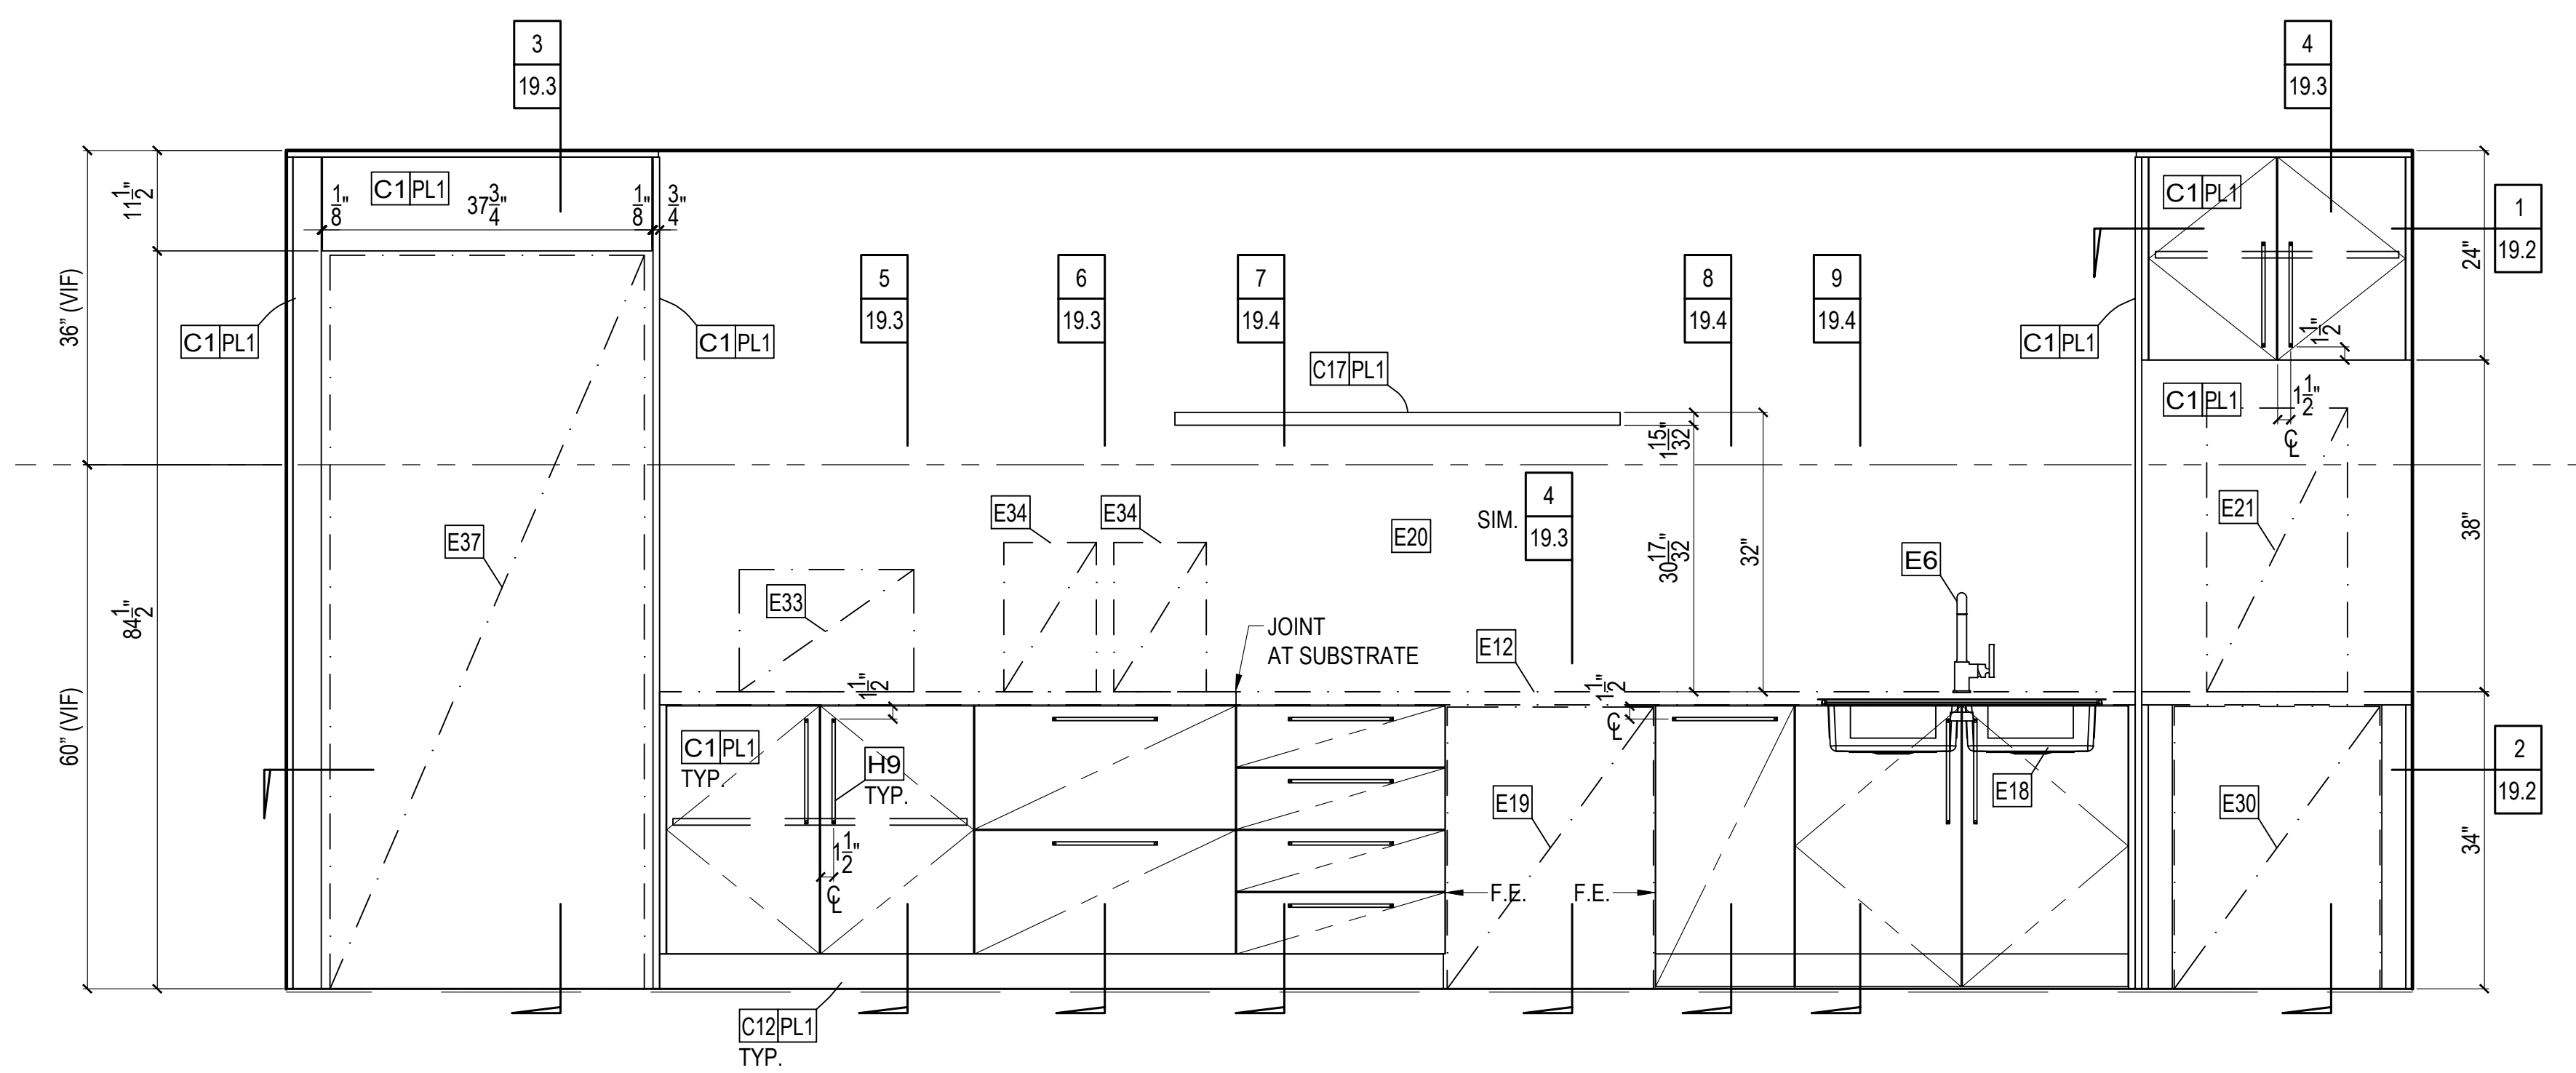 3
19.3
4
19.3
C1 PL1
1/8"
37 3/4"
1/8"
3/4"
11 1/2"
C1 PL1
1
19.2
24"
5
19.3
6
19.3
7
19.4
8
19.4
9
19.4
36" (VIF)
C1 PL1
C1 PL1
C1 PL1
1 1/2"
C17 PL1
C1 PL1
1 1/2"
CL
1 15/32"
4
19.3
SIM.
E34
E34
E20
E21
38"
E37
30 17/32"
32"
E6
E33
84 1/2"
JOINT
AT SUBSTRATE
E12
1 1/2"
1 1/2"
CL
60" (VIF)
C1 PL1
TYP.
H9
TYP.
E19
E18
E30
2
19.2
34"
1 1/2"
CL
F.E.
F.E.
C12 PL1
TYP.